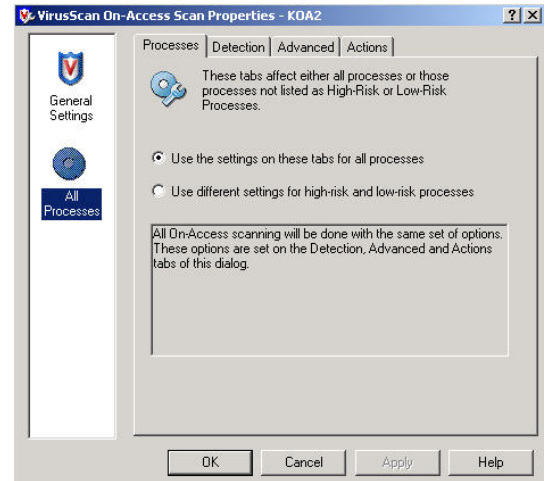 VirusScan On-Access Scan Properties - KOA2
General
Settings
All
Processes
Processes
Detection
Advanced
Actions
These tabs affect either all processes or those
processes not listed as High-Risk or Low-Risk
Processes.
Use the settings on these tabs for all processes
Use different settings for high-risk and low-risk processes
All On-Access scanning will be done with the same set of options.
These options are set on the Detection, Advanced and Actions
tabs of this dialog.
OK
Cancel
Apply
Help